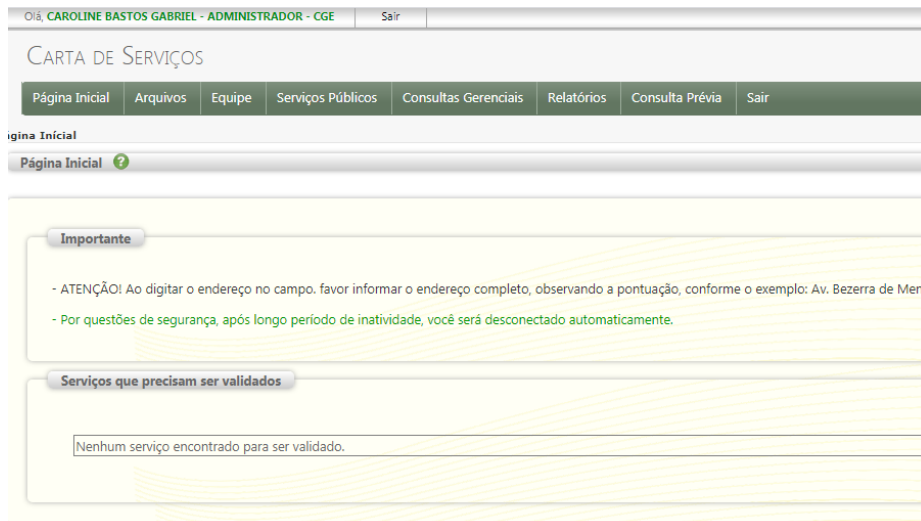 Olá, CAROLINE BASTOS GABRIEL - ADMINISTRADOR - CGE Sair
CARTA DE SERVIÇOS
Página Inicial Arquivos Equipe Serviços Públicos Consultas Gerenciais Relatórios Consulta Prévia Sair
ágina Inícial
Página Inicial ?
Importante
- ATENÇÃO! Ao digitar o endereço no campo. favor informar o endereço completo, observando a pontuação, conforme o exemplo: Av. Bezerra de Mer
- Por questões de segurança, após longo período de inatividade, você será desconectado automaticamente.
Serviços que precisam ser validados
Nenhum serviço encontrado para ser validado.